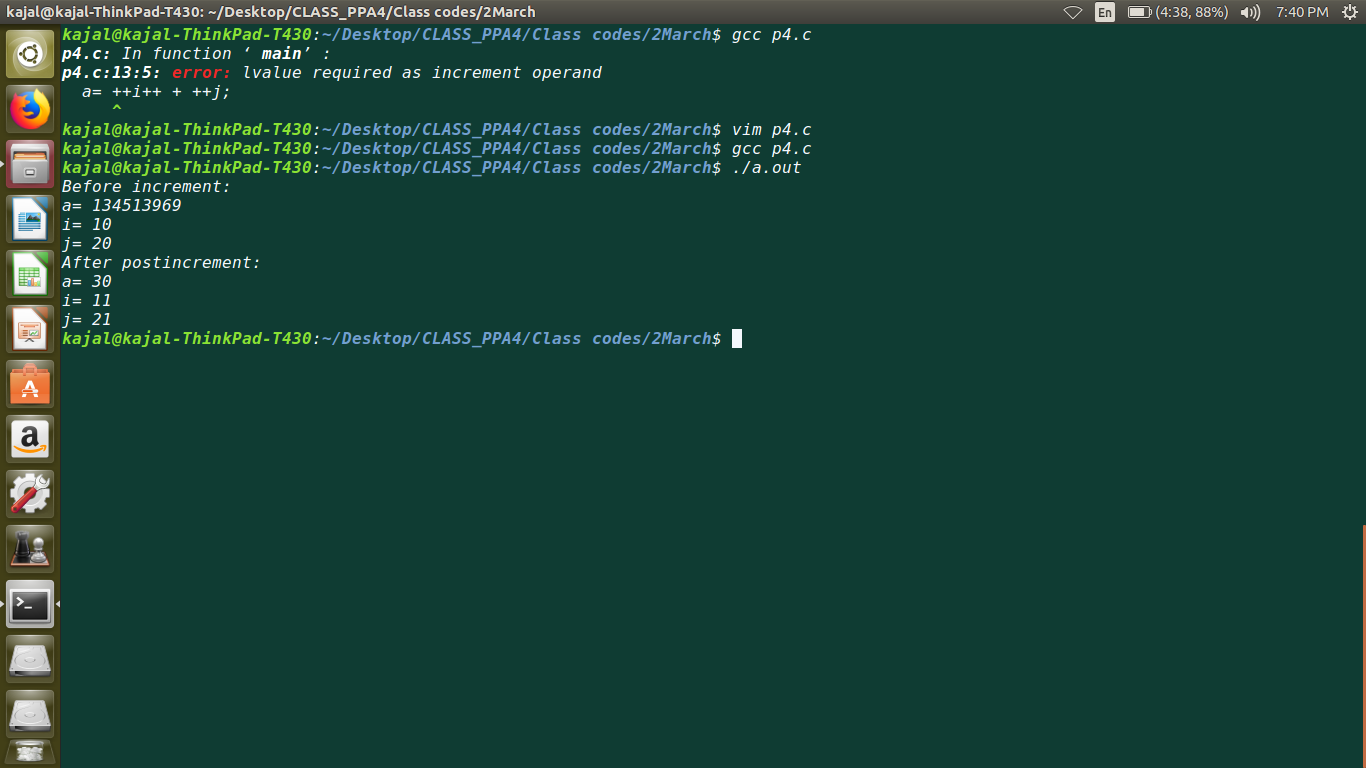 kajal@kajal-ThinkPad-T430: ~/Desktop/CLASS_PPA4/Class codes/2March
En (4:38, 88%) 7:40 PM
kajal@kajal-ThinkPad-T430:~/Desktop/CLASS_PPA4/Class codes/2March$ gcc p4.c
p4.c: In function ‘ main’ :
p4.c:13:5: error: lvalue required as increment operand
  a= ++i++ + ++j;
     ^
kajal@kajal-ThinkPad-T430:~/Desktop/CLASS_PPA4/Class codes/2March$ vim p4.c
kajal@kajal-ThinkPad-T430:~/Desktop/CLASS_PPA4/Class codes/2March$ gcc p4.c
kajal@kajal-ThinkPad-T430:~/Desktop/CLASS_PPA4/Class codes/2March$ ./a.out
Before increment:
a= 134513969
i= 10
j= 20
After postincrement:
a= 30
i= 11
j= 21
kajal@kajal-ThinkPad-T430:~/Desktop/CLASS_PPA4/Class codes/2March$